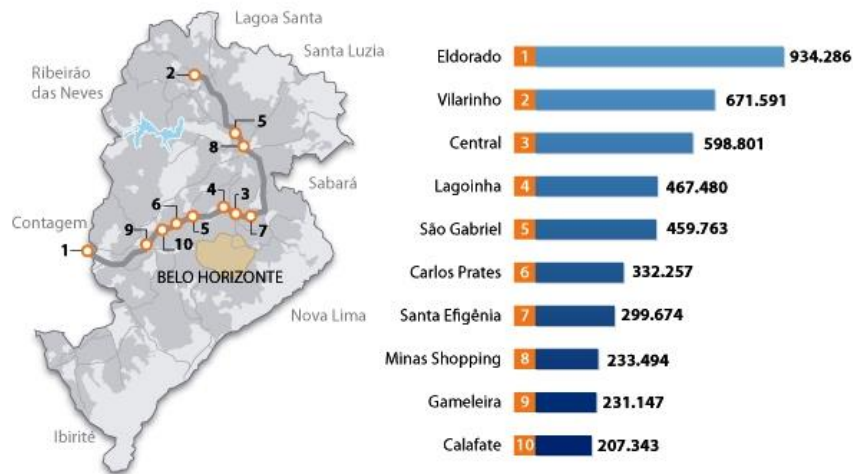 Lagoa Santa
Santa Luzia
Ribeirão
das Neves
2
5
8
Sabará
Contagem
6
4
3
1
9
10
5
7
BELO HORIZONTE
Nova Lima
Ibirité
Eldorado 1 934.286
Vilarinho 2 671.591
Central 3 598.801
Lagoinha 4 467.480
São Gabriel 5 459.763
Carlos Prates 6 332.257
Santa Efigênia 7 299.674
Minas Shopping 8 233.494
Gameleira 9 231.147
Calafate 10 207.343